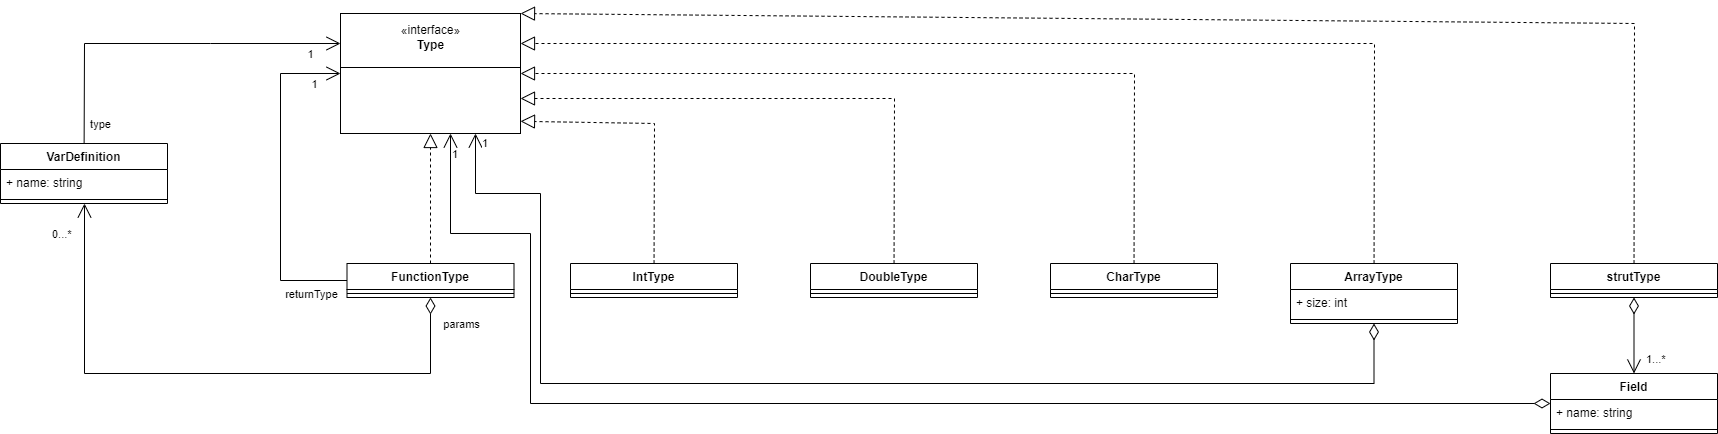 «interface»
Type
1
1
type
VarDefinition
+ name: string
0...*
1
1
returnType
FunctionType
params
IntType
DoubleType
CharType
ArrayType
+ size: int
strutType
1...*
Field
+ name: string